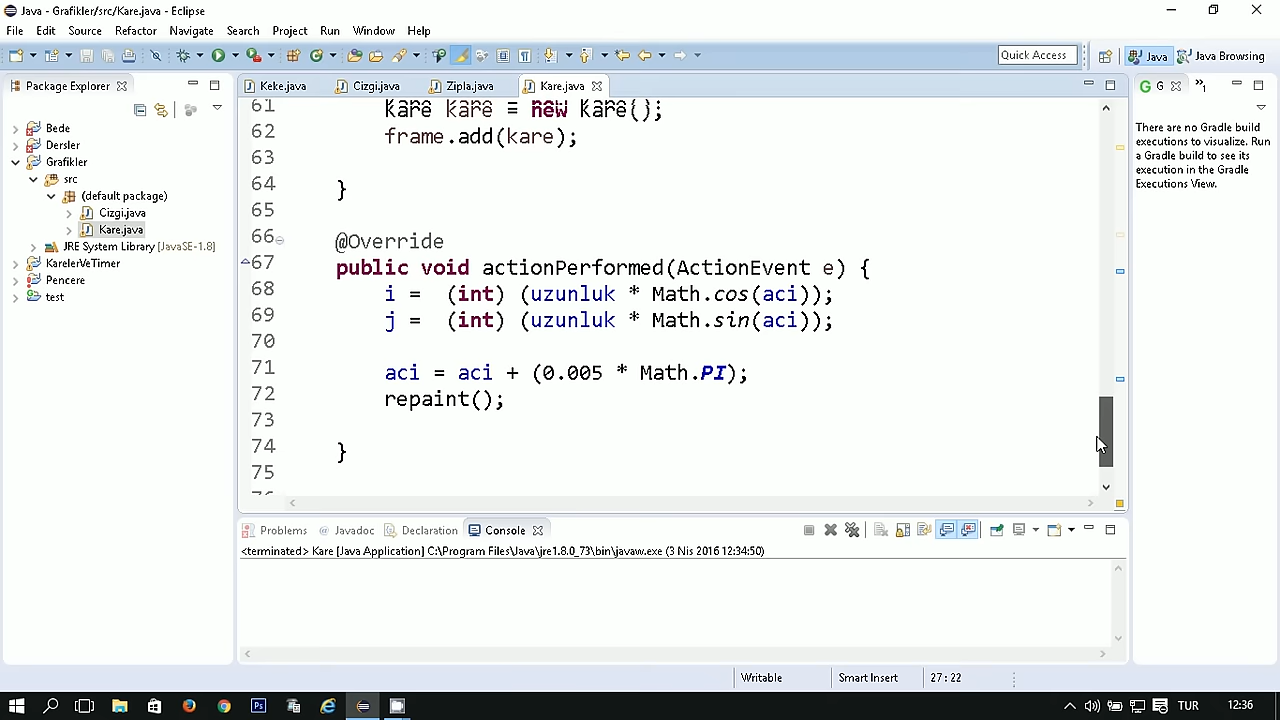 Java - Grafikler/src/Kare.java - Eclipse
File Edit Source Refactor Navigate Search Project Run Window Help
Quick Access
Java
Java Browsing
Package Explorer
Bede
Dersler
Grafikler
src
(default package)
Cizgi.java
Kare.java
JRE System Library [JavaSE-1.8]
KarelerVeTimer
Pencere
test
Keke.java
Cizgi.java
Zipla.java
Kare.java
61 Kare kare = new Kare();
62 frame.add(kare);
63
64 }
65
66 @Override
67 public void actionPerformed(ActionEvent e) {
68 i = (int) (uzunluk * Math.cos(aci));
69 j = (int) (uzunluk * Math.sin(aci));
70
71 aci = aci + (0.005 * Math.PI);
72 repaint();
73
74 }
75
G
There are no Gradle build
executions to visualize. Run
a Gradle build to see its
execution in the Gradle
Executions View.
Problems
Javadoc
Declaration
Console
<terminated> Kare [Java Application] C:\Program Files\Java\jre1.8.0_73\bin\javaw.exe (3 Nis 2016 12:34:50)
Writable
Smart Insert
27 : 22
TUR
12:36